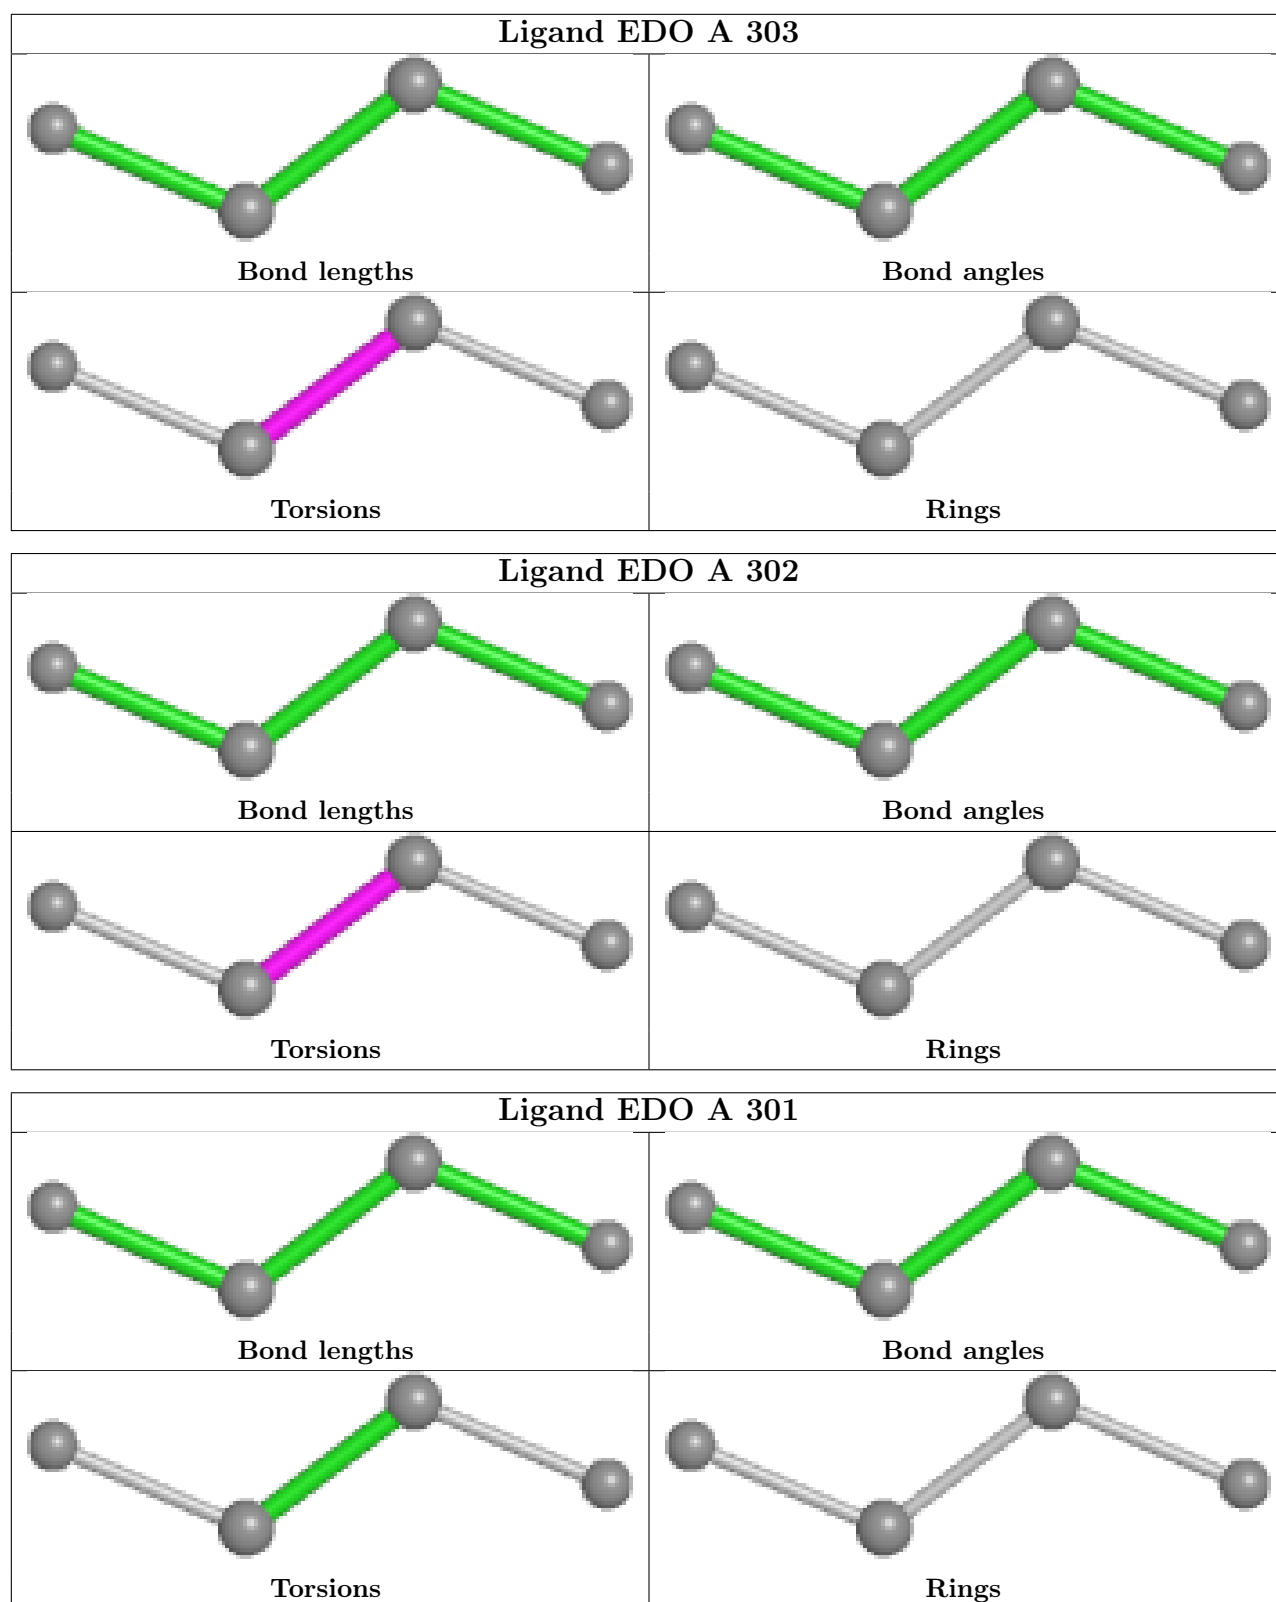 Ligand EDO A 303
Bond lengths
Bond angles
Torsions
Rings
Ligand EDO A 302
Bond lengths
Bond angles
Torsions
Rings
Ligand EDO A 301
Bond lengths
Bond angles
Torsions
Rings